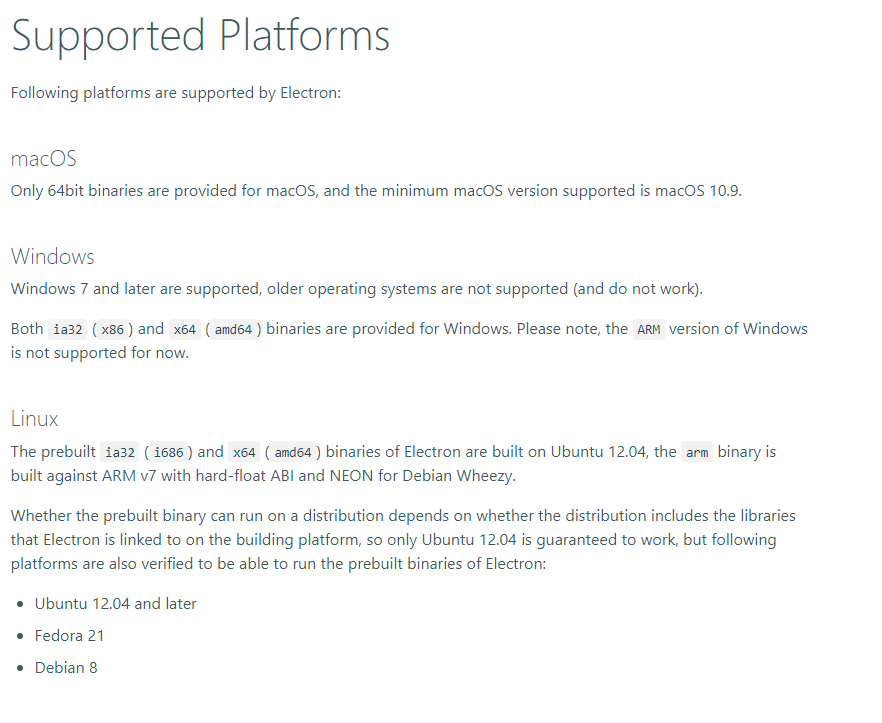 Supported Platforms
Following platforms are supported by Electron:
macOS
Only 64bit binaries are provided for macOS, and the minimum macOS version supported is macOS 10.9.
Windows
Windows 7 and later are supported, older operating systems are not supported (and do not work).
Both ia32 ( x86 ) and x64 ( amd64 ) binaries are provided for Windows. Please note, the ARM version of Windows
is not supported for now.
Linux
The prebuilt ia32 ( i686 ) and x64 ( amd64 ) binaries of Electron are built on Ubuntu 12.04, the arm binary is
built against ARM v7 with hard-float ABI and NEON for Debian Wheezy.
Whether the prebuilt binary can run on a distribution depends on whether the distribution includes the libraries
that Electron is linked to on the building platform, so only Ubuntu 12.04 is guaranteed to work, but following
platforms are also verified to be able to run the prebuilt binaries of Electron:
• Ubuntu 12.04 and later
• Fedora 21
• Debian 8